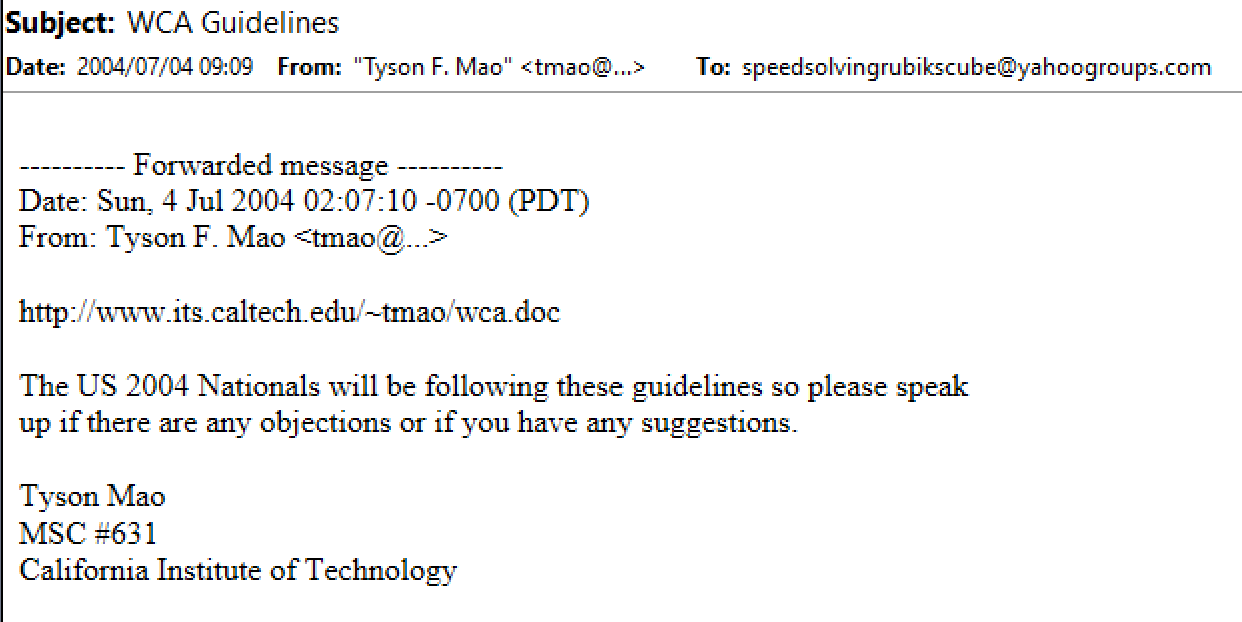 Subject: WCA Guidelines
Date: 2004/07/04 09:09 From: "Tyson F. Mao" <tmao@...> To: speedsolvingrubikscube@yahoogroups.com
---------- Forwarded message ----------
Date: Sun, 4 Jul 2004 02:07:10 -0700 (PDT)
From: Tyson F. Mao <tmao@...>
http://www.its.caltech.edu/~tmao/wca.doc
The US 2004 Nationals will be following these guidelines so please speak
up if there are any objections or if you have any suggestions.
Tyson Mao
MSC #631
California Institute of Technology